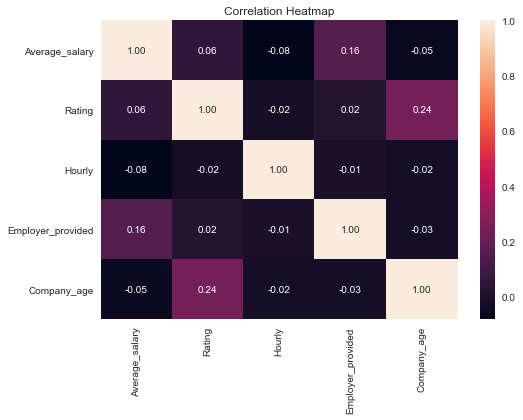 Correlation Heatmap
Average_salary 1.00 0.06 -0.08 0.16 -0.05
Rating 0.06 1.00 -0.02 0.02 0.24
Hourly -0.08 -0.02 1.00 -0.01 -0.02
Employer_provided 0.16 0.02 -0.01 1.00 -0.03
Company_age -0.05 0.24 -0.02 -0.03 1.00
Average_salary
Rating
Hourly
Employer_provided
Company_age
1.0
0.8
0.6
0.4
0.2
0.0